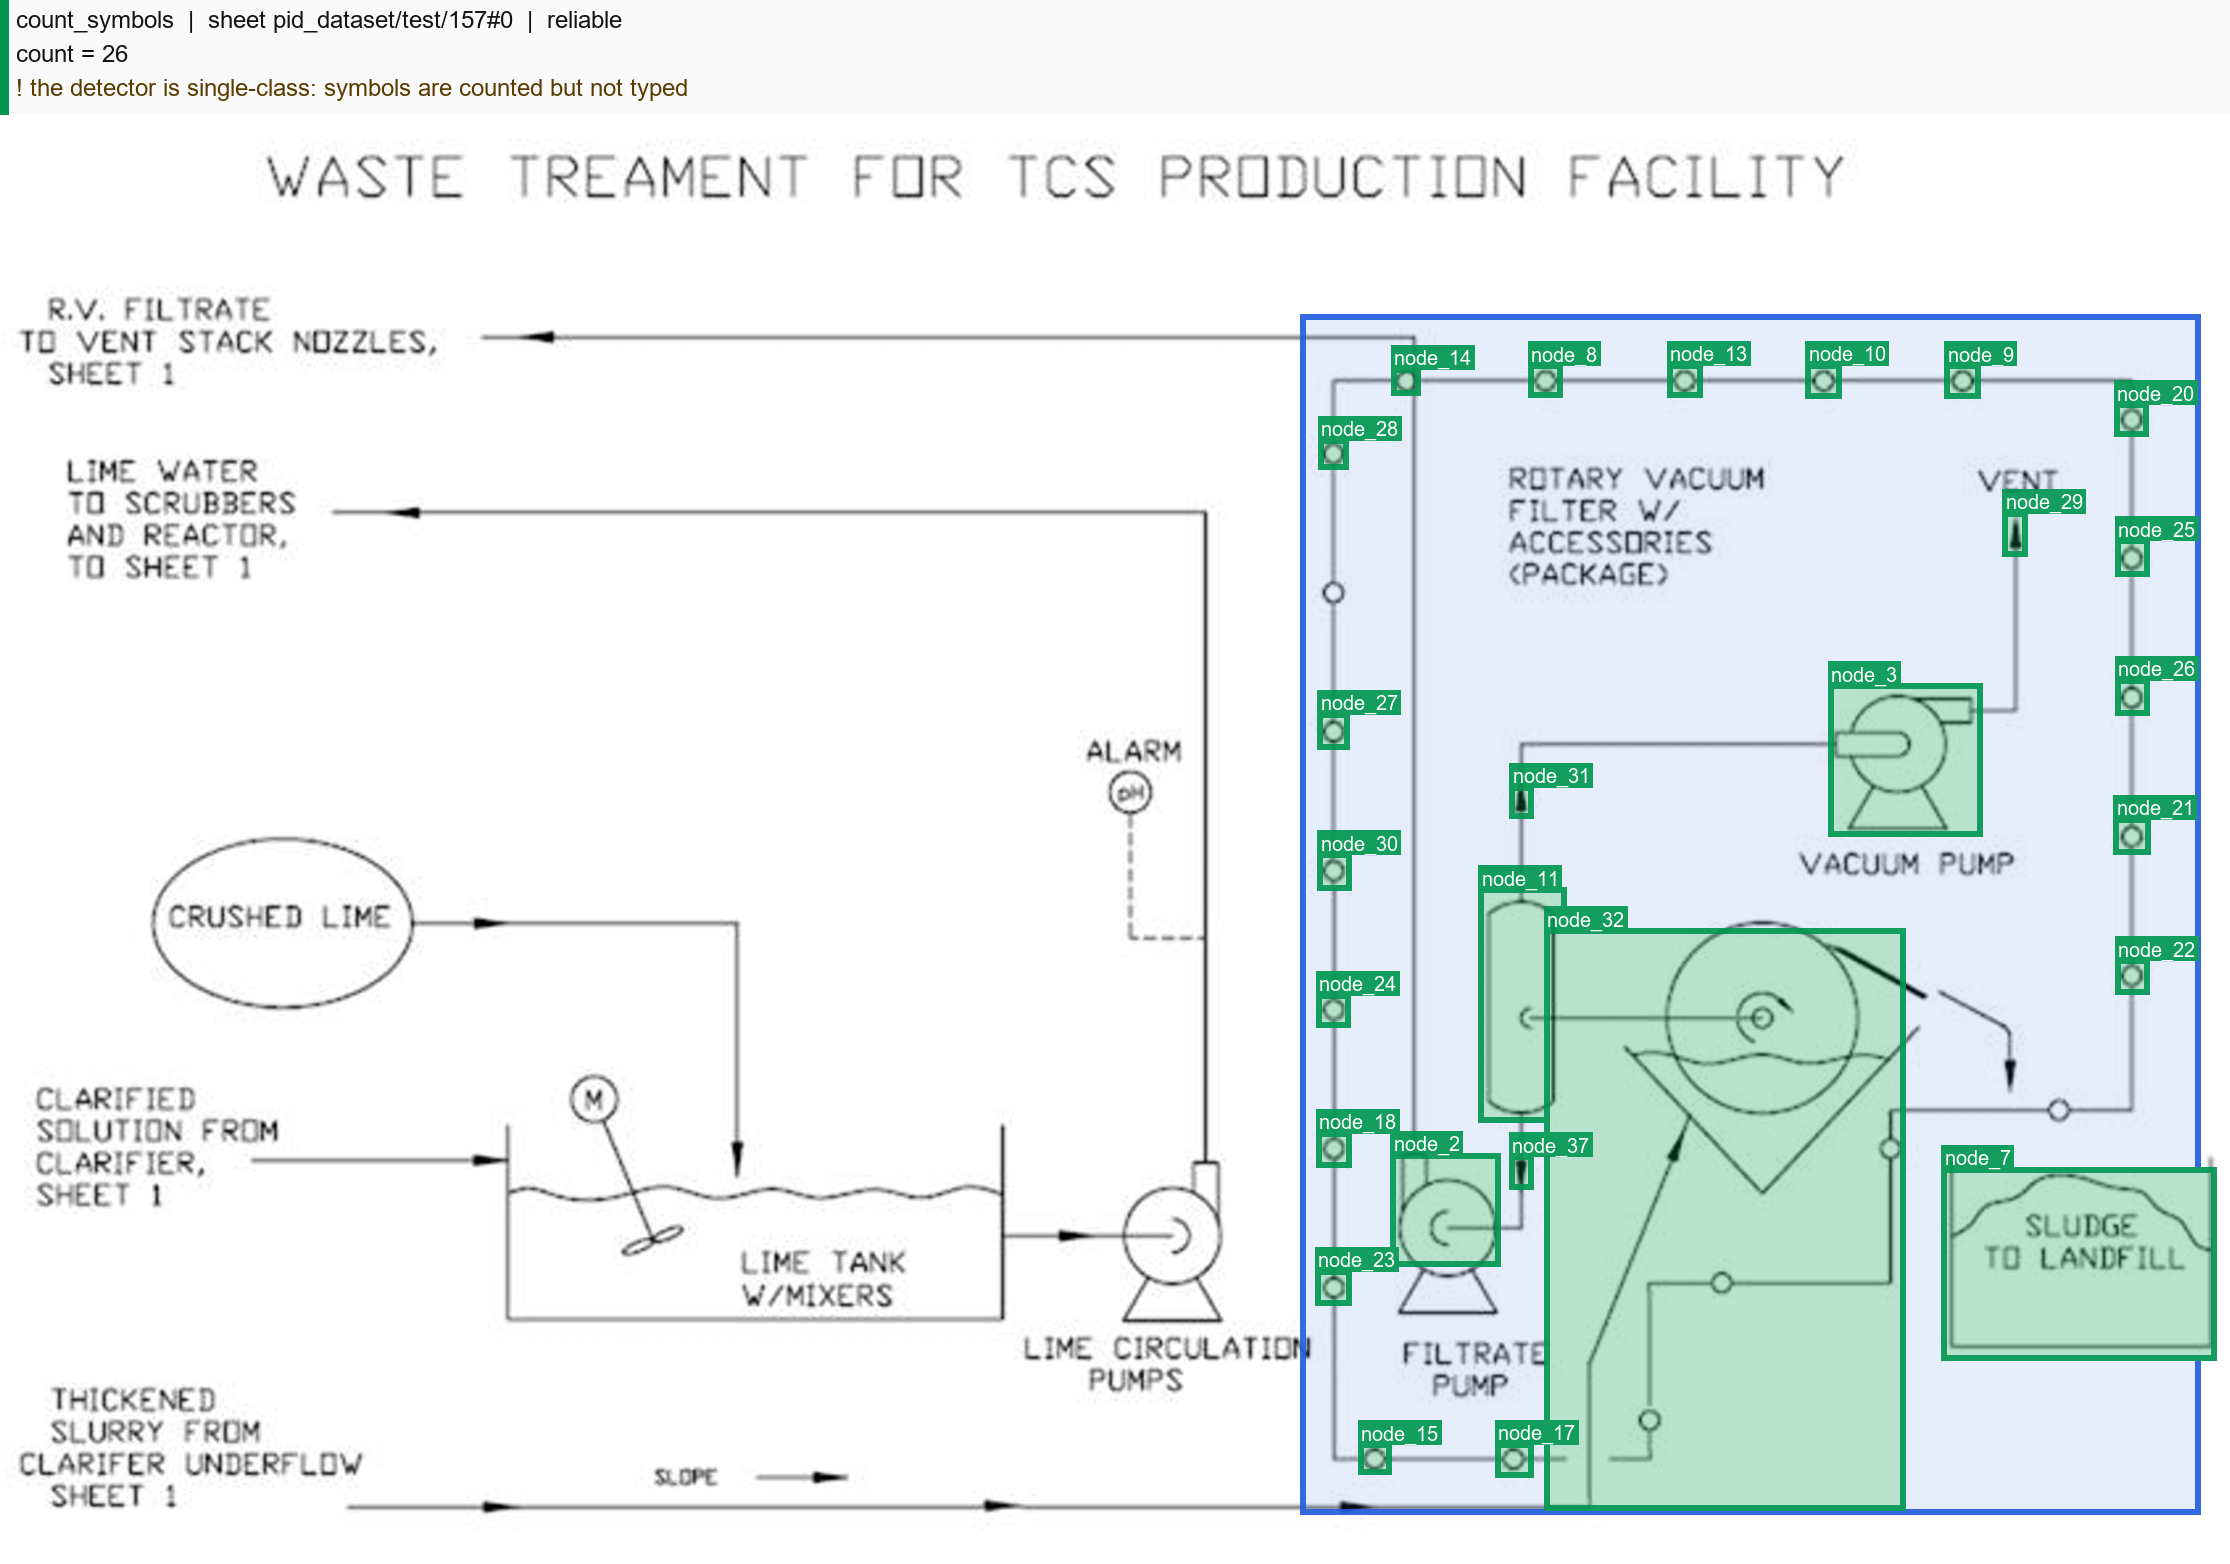 count_symbols | sheet pid_dataset/test/157#0 | reliable
count = 26
! the detector is single-class: symbols are counted but not typed
WASTE TREAMENT FOR TCS PRODUCTION FACILITY
R.V. FILTRATE
TO VENT STACK NOZZLES,
SHEET 1
node_14
node_8
node_13
node_10
node_9
node_20
node_28
LIME WATER
TO SCRUBBERS
AND REACTOR,
TO SHEET 1
ROTARY VACUUM
FILTER W/
ACCESSORIES
(PACKAGE)
VENT
node_29
node_25
node_26
node_3
node_27
ALARM
pH
node_31
node_21
VACUUM PUMP
node_30
node_11
node_32
CRUSHED LIME
node_22
node_24
CLARIFIED
SOLUTION FROM
CLARIFIER,
SHEET 1
M
node_18
node_2
node_37
node_7
SLUDGE
TO LANDFILL
node_23
LIME TANK
W/MIXERS
LIME CIRCULATION
PUMPS
FILTRATE
PUMP
THICKENED
SLURRY FROM
CLARIFER UNDERFLOW
SHEET 1
SLOPE
node_15
node_17